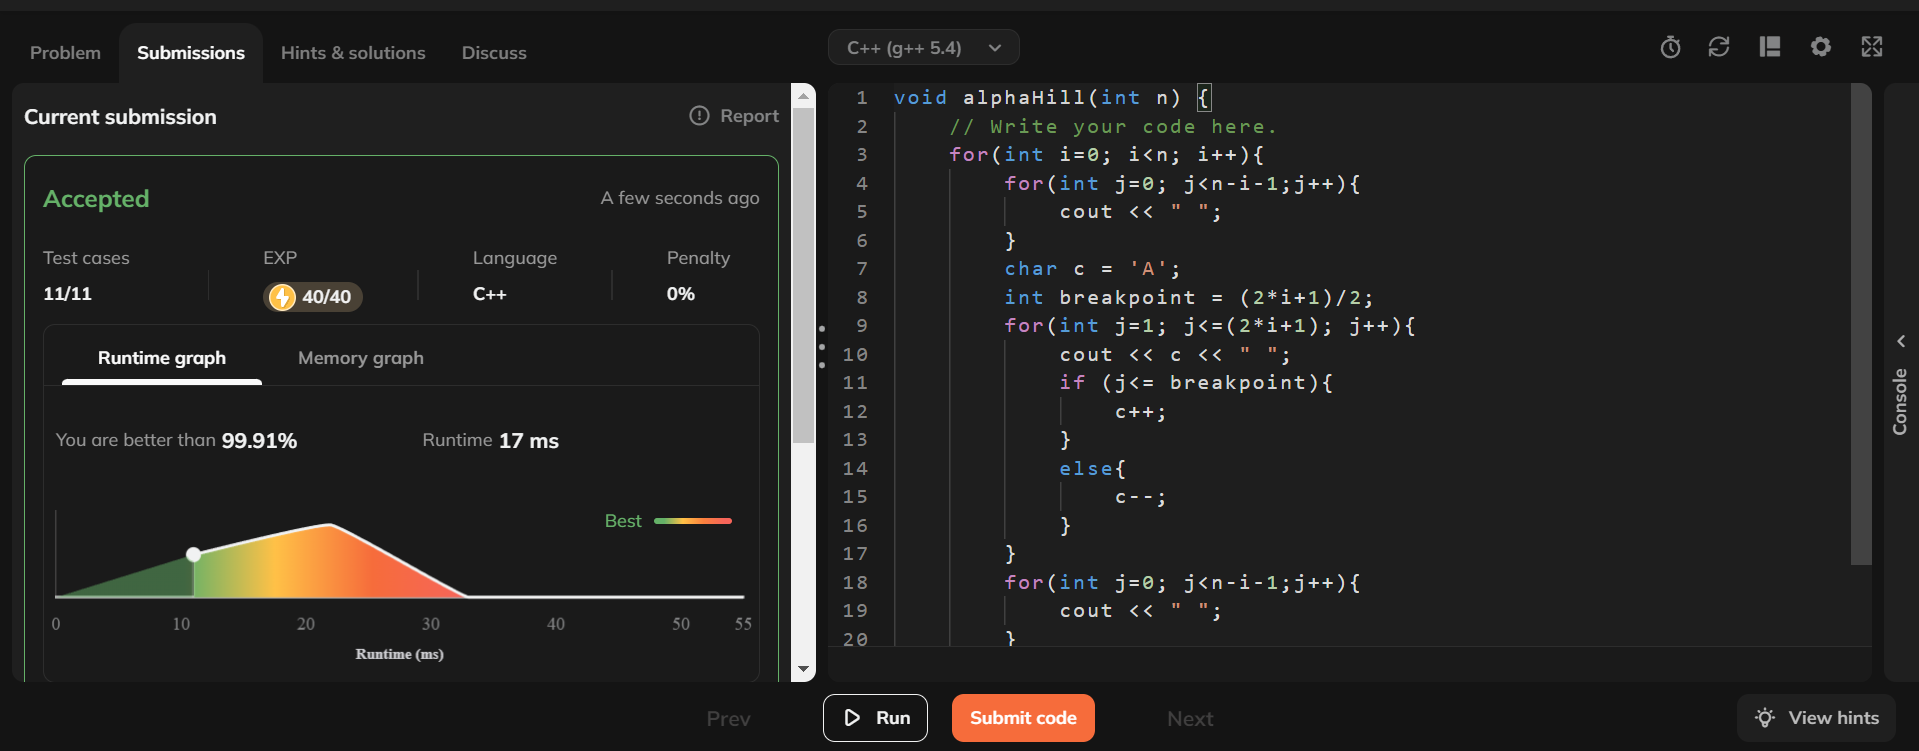 Problem
Submissions
Hints & solutions
Discuss
C++ (g++ 5.4)
Current submission
Report
Accepted
A few seconds ago
Test cases
EXP
Language
Penalty
11/11
40/40
C++
0%
Runtime graph
Memory graph
You are better than 99.91%
Runtime 17 ms
Best
0 10 20 30 40 50 55
Runtime (ms)
1 void alphaHill(int n) {
2 // Write your code here.
3 for(int i=0; i<n; i++){
4 for(int j=0; j<n-i-1;j++){
5 cout << " ";
6 }
7 char c = 'A';
8 int breakpoint = (2*i+1)/2;
9 for(int j=1; j<=(2*i+1); j++){
10 cout << c << " ";
11 if (j<= breakpoint){
12 c++;
13 }
14 else{
15 c--;
16 }
17 }
18 for(int j=0; j<n-i-1;j++){
19 cout << " ";
20 }
Console
Prev
Run
Submit code
Next
View hints